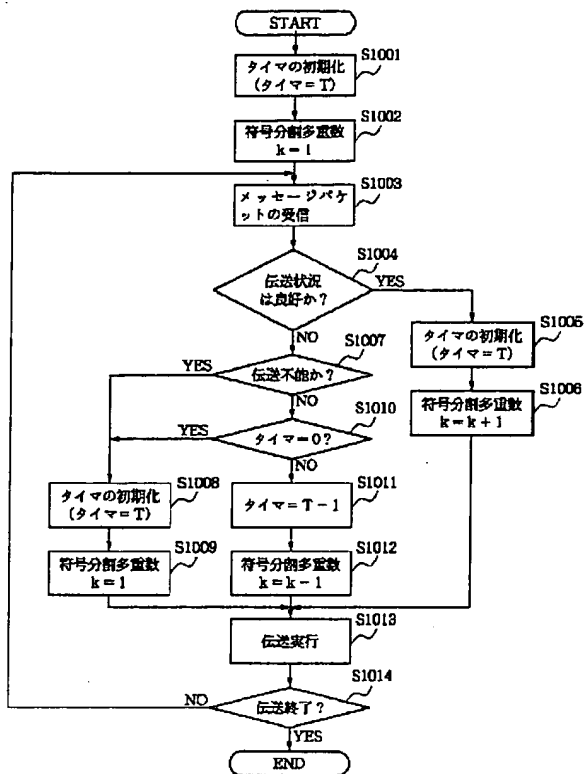 START
S1001
タイマの初期化
(タイマ=T)
S1002
符号分割多重数
k=1
S1003
メッセージパケ
ットの受信
S1004
伝送状況
は良好か?
YES
NO
S1005
タイマの初期化
(タイマ=T)
S1006
符号分割多重数
k=k+1
S1007
伝送不能か?
YES
NO
S1010
タイマ=0?
YES
NO
S1008
タイマの初期化
(タイマ=T)
S1009
符号分割多重数
k=1
S1011
タイマ=T-1
S1012
符号分割多重数
k=k-1
S1013
伝送実行
S1014
伝送終了?
NO
YES
END